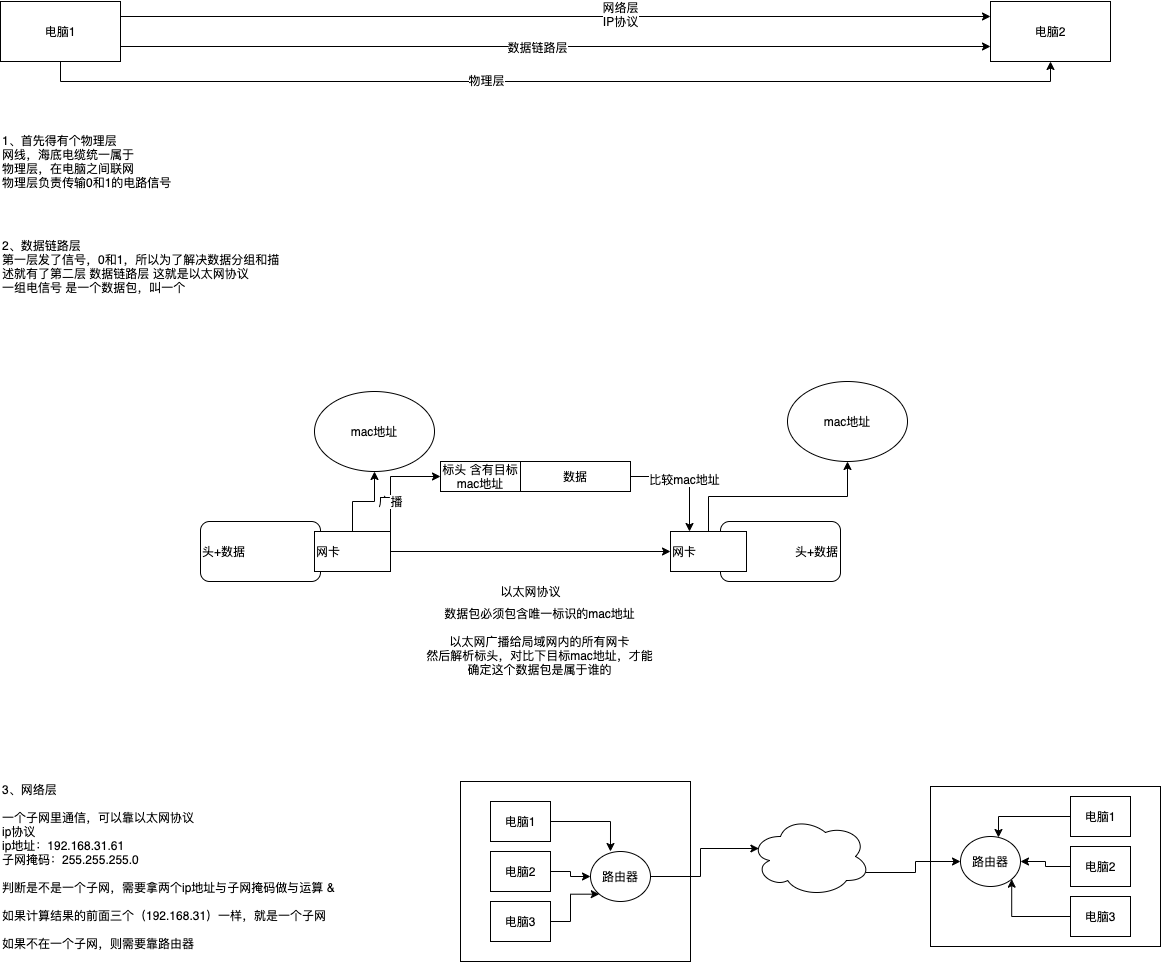 电脑1
网络层
IP协议
电脑2
数据链路层
物理层
1、首先得有个物理层
网线，海底电缆统一属于
物理层，在电脑之间联网
物理层负责传输0和1的电路信号
2、数据链路层
第一层发了信号，0和1，所以为了解决数据分组和描
述就有了第二层 数据链路层 这就是以太网协议
一组电信号 是一个数据包，叫一个
mac地址
mac地址
标头 含有目标
mac地址
数据
比较mac地址
广播
头+数据
网卡
网卡
头+数据
以太网协议
数据包必须包含唯一标识的mac地址
以太网广播给局域网内的所有网卡
然后解析标头，对比下目标mac地址，才能
确定这个数据包是属于谁的
3、网络层
一个子网里通信，可以靠以太网协议
ip协议
ip地址：192.168.31.61
子网掩码：255.255.255.0
判断是不是一个子网，需要拿两个ip地址与子网掩码做与运算 &
如果计算结果的前面三个（192.168.31）一样，就是一个子网
如果不在一个子网，则需要靠路由器
电脑1
电脑2
电脑3
路由器
路由器
电脑1
电脑2
电脑3